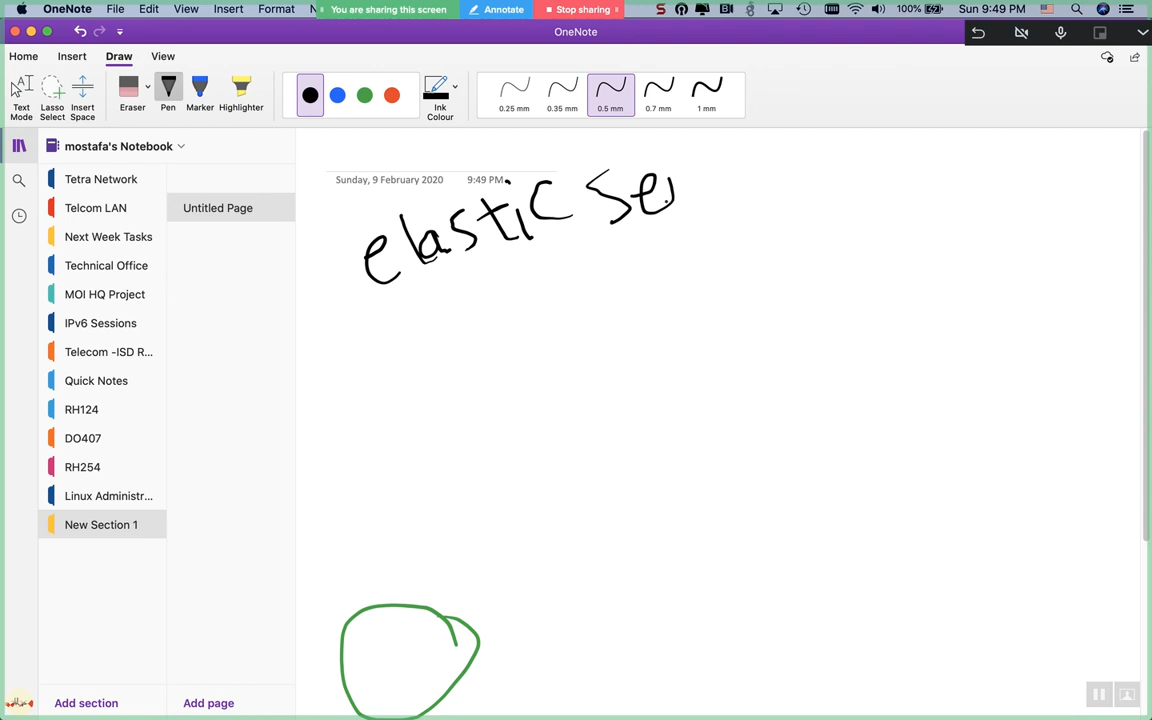 OneNote File Edit View Insert Format
You are sharing this screen Annotate Stop sharing
100% Sun 9:49 PM
OneNote
Home Insert Draw View
Text Mode Lasso Select Insert Space Eraser Pen Marker Highlighter Ink Colour 0.25 mm 0.35 mm 0.5 mm 0.7 mm 1 mm
mostafa's Notebook
Tetra Network
Telcom LAN
Next Week Tasks
Technical Office
MOI HQ Project
IPv6 Sessions
Telecom -ISD R...
Quick Notes
RH124
DO407
RH254
Linux Administr...
New Section 1
Add section
Untitled Page
Add page
Sunday, 9 February 2020 9:49 PM
elastic se